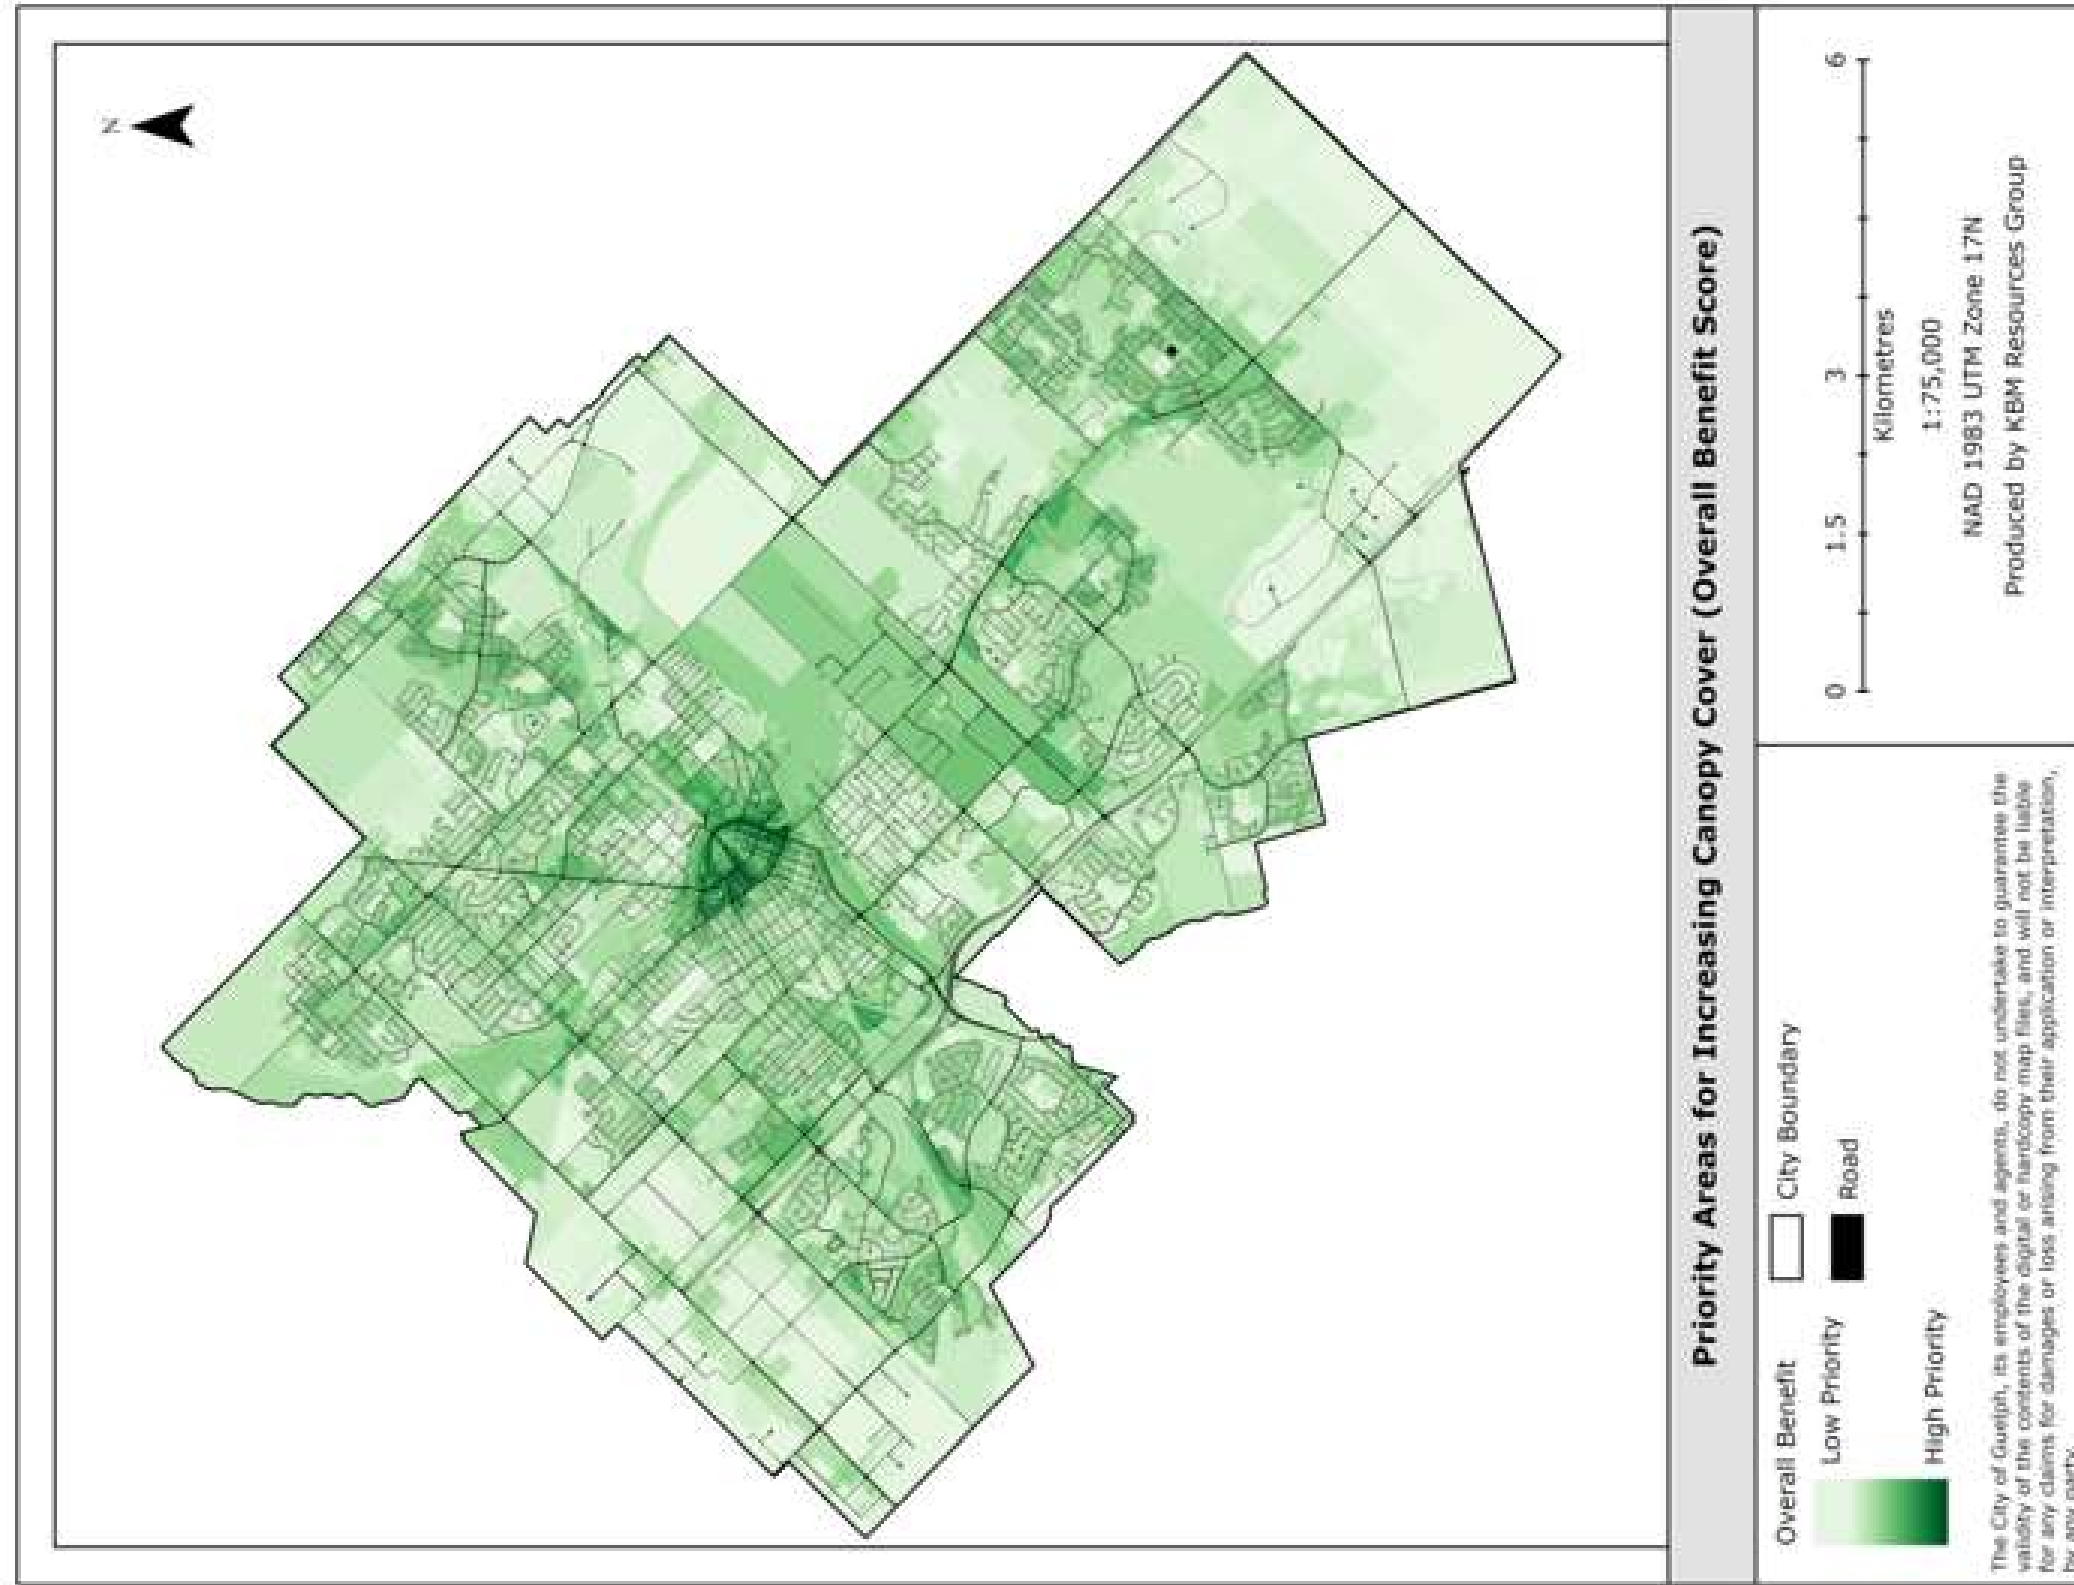 N
Priority Areas for Increasing Canopy Cover (Overall Benefit Score)
Overall Benefit
Low Priority
High Priority
City Boundary
Road
The City of Guelph, its employees and agents, do not undertake to guarantee the
validity of the contents of the digital or hardcopy map files, and will not be liable
for any claims for damages or loss arising from their application or interpretation,
by any party.
0 1.5 3 6
Kilometres
1:75,000
NAD 1983 UTM Zone 17N
Produced by KBM Resources Group